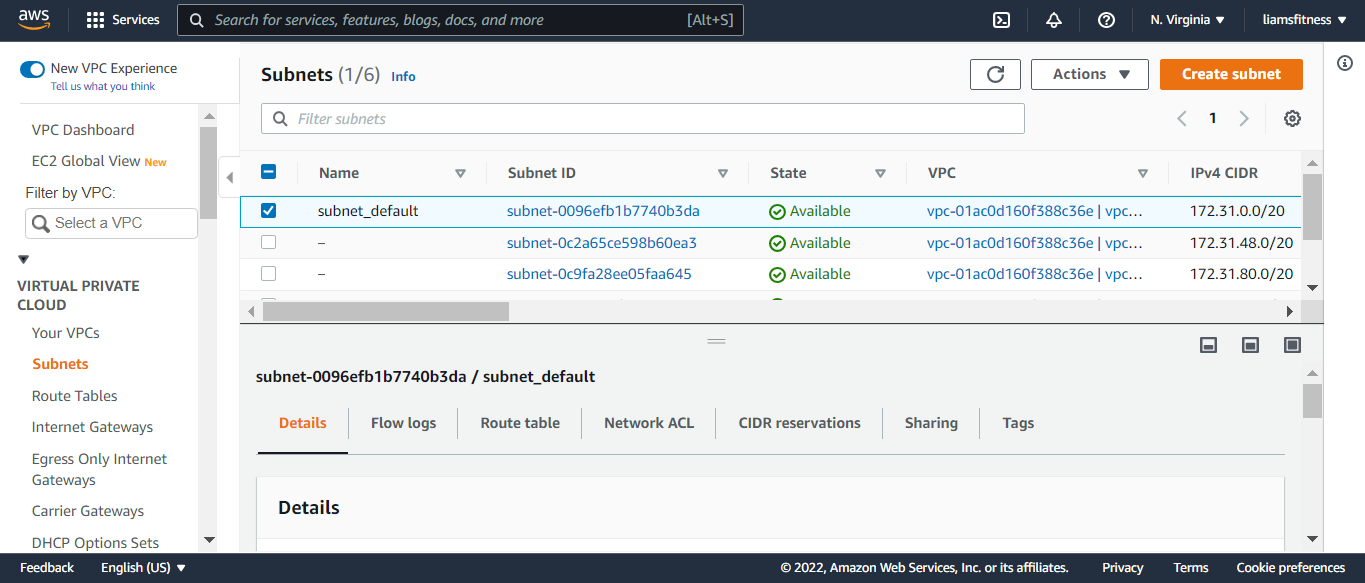 aws Services Search for services, features, blogs, docs, and more [Alt+S] N. Virginia liamsfitness
New VPC Experience
Tell us what you think
VPC Dashboard
EC2 Global View New
Filter by VPC:
Select a VPC
VIRTUAL PRIVATE
CLOUD
Your VPCs
Subnets
Route Tables
Internet Gateways
Egress Only Internet
Gateways
Carrier Gateways
DHCP Options Sets
Subnets (1/6) Info Actions Create subnet
Filter subnets 1
Name Subnet ID State VPC IPv4 CIDR
subnet_default subnet-0096efb1b7740b3da Available vpc-01ac0d160f388c36e | vpc... 172.31.0.0/20
– subnet-0c2a65ce598b60ea3 Available vpc-01ac0d160f388c36e | vpc... 172.31.48.0/20
– subnet-0c9fa28ee05faa645 Available vpc-01ac0d160f388c36e | vpc... 172.31.80.0/20
subnet-0096efb1b7740b3da / subnet_default
Details Flow logs Route table Network ACL CIDR reservations Sharing Tags
Details
Feedback English (US) © 2022, Amazon Web Services, Inc. or its affiliates. Privacy Terms Cookie preferences